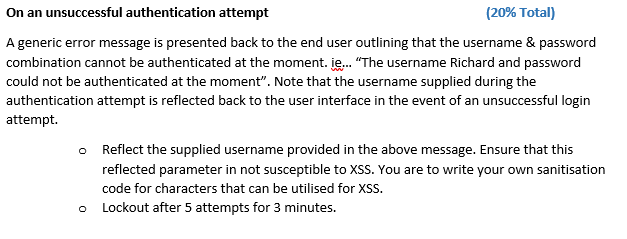 On an unsuccessful authentication attempt (20% Total)
A generic error message is presented back to the end user outlining that the username & password
combination cannot be authenticated at the moment. ie... “The username Richard and password
could not be authenticated at the moment”. Note that the username supplied during the
authentication attempt is reflected back to the user interface in the event of an unsuccessful login
attempt.
o Reflect the supplied username provided in the above message. Ensure that this
reflected parameter in not susceptible to XSS. You are to write your own sanitisation
code for characters that can be utilised for XSS.
o Lockout after 5 attempts for 3 minutes.